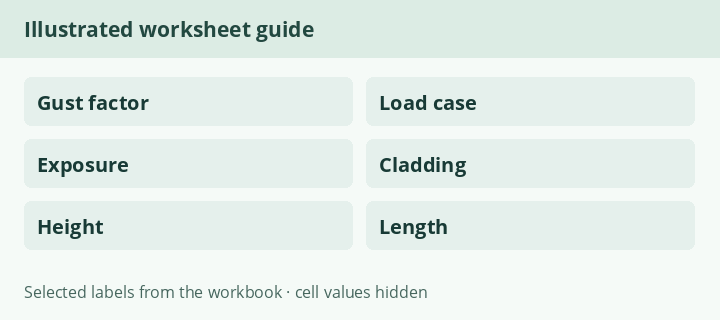 Illustrated worksheet guide
Gust factor
Load case
Exposure
Cladding
Height
Length
Selected labels from the workbook · cell values hidden